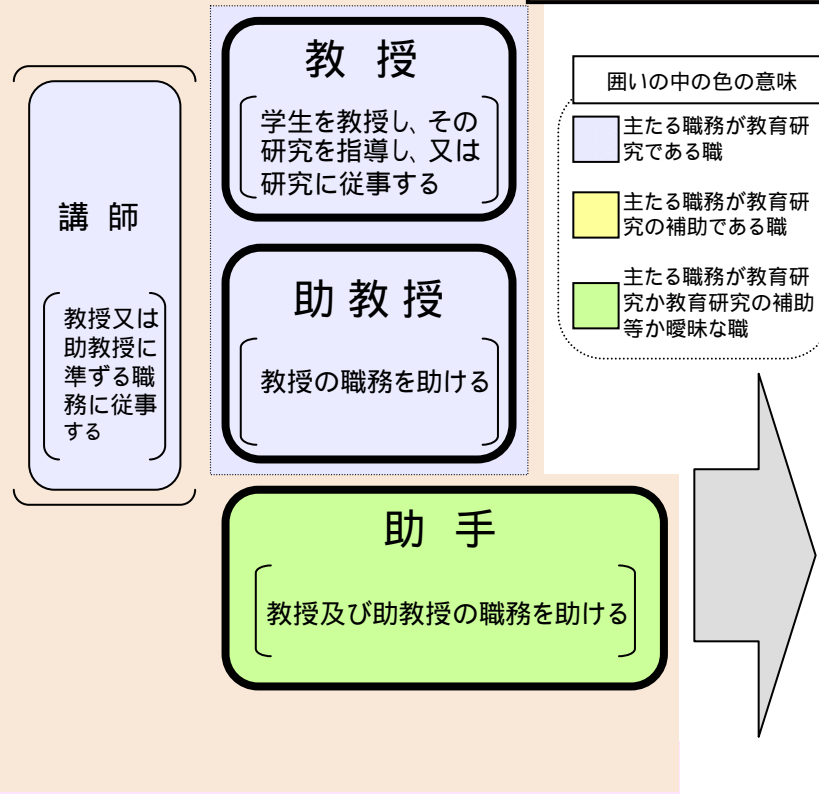 教 授
学生を教授し、その
研究を指導し、又は
研究に従事する
講 師
教授又は
助教授に
準ずる職
務に従事
する
助 教 授
教授の職務を助ける
助 手
教授及び助教授の職務を助ける
囲いの中の色の意味
主たる職務が教育研
究である職
主たる職務が教育研
究の補助である職
主たる職務が教育研
究か教育研究の補助
等か曖昧な職